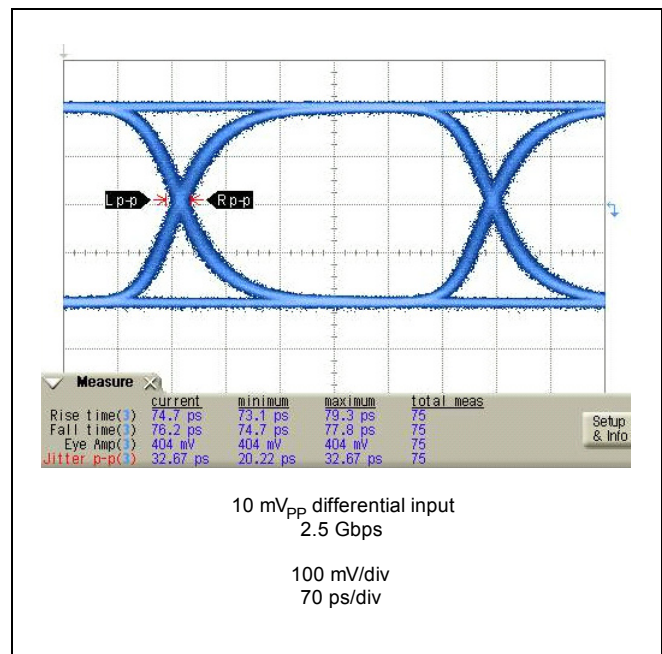 L p-p R p-p
Measure
current minimum maximum total meas
Rise time(3) 74.7 ps 73.1 ps 79.3 ps 75
Fall time(3) 76.2 ps 74.7 ps 77.8 ps 75
Eye Amp(3) 404 mV 404 mV 404 mV 75
Jitter p-p(3) 32.67 ps 20.22 ps 32.67 ps 75
Setup
& Info
10 mVPP differential input
2.5 Gbps
100 mV/div
70 ps/div